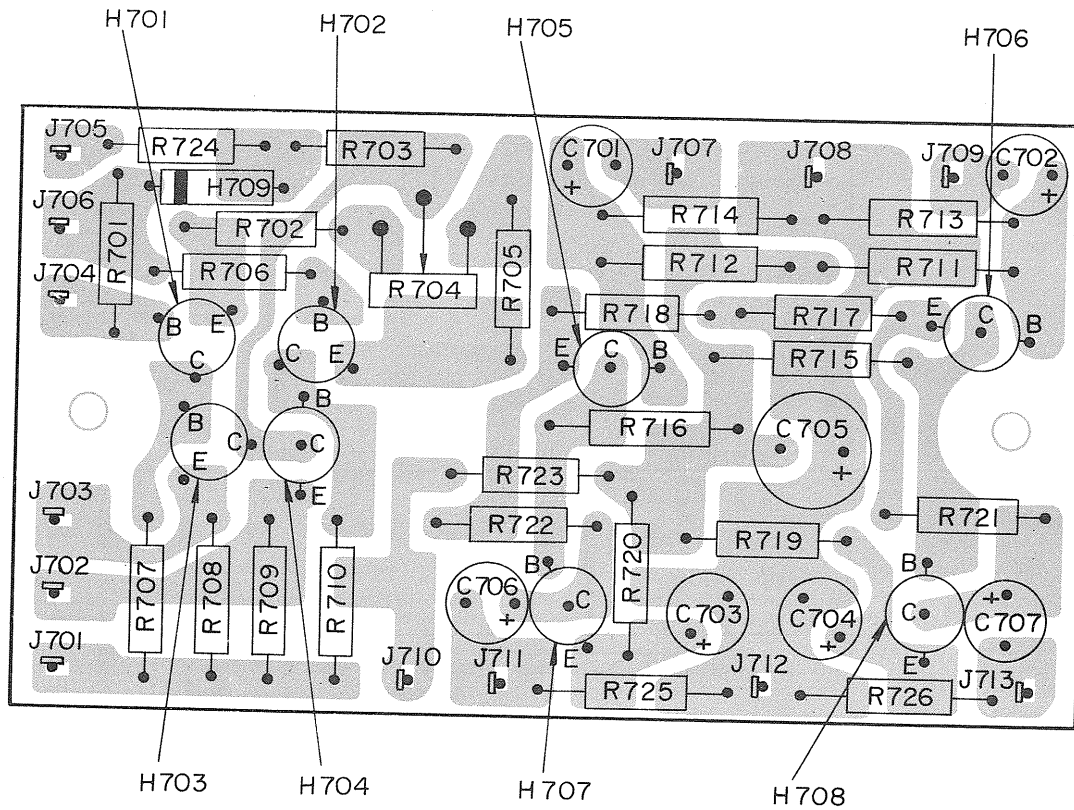 H701
H702
H705
H706
J705
R724
R703
C701
J707
J708
J709
C702
+
+
H709
J706
R701
R702
R714
R713
R705
J704
R706
R704
R712
R711
B
E
C
B
C
E
R718
R717
E
C
B
E
C
B
R715
B
E
C
B
C
E
R716
C705
+
J703
R723
R722
R721
R720
R719
J702
R707
R708
R709
R710
B
C
E
C706
+
C703
+
C704
+
B
C
E
+
C707
J701
J710
J711
R725
J712
R726
J713
H703
H704
H707
H708